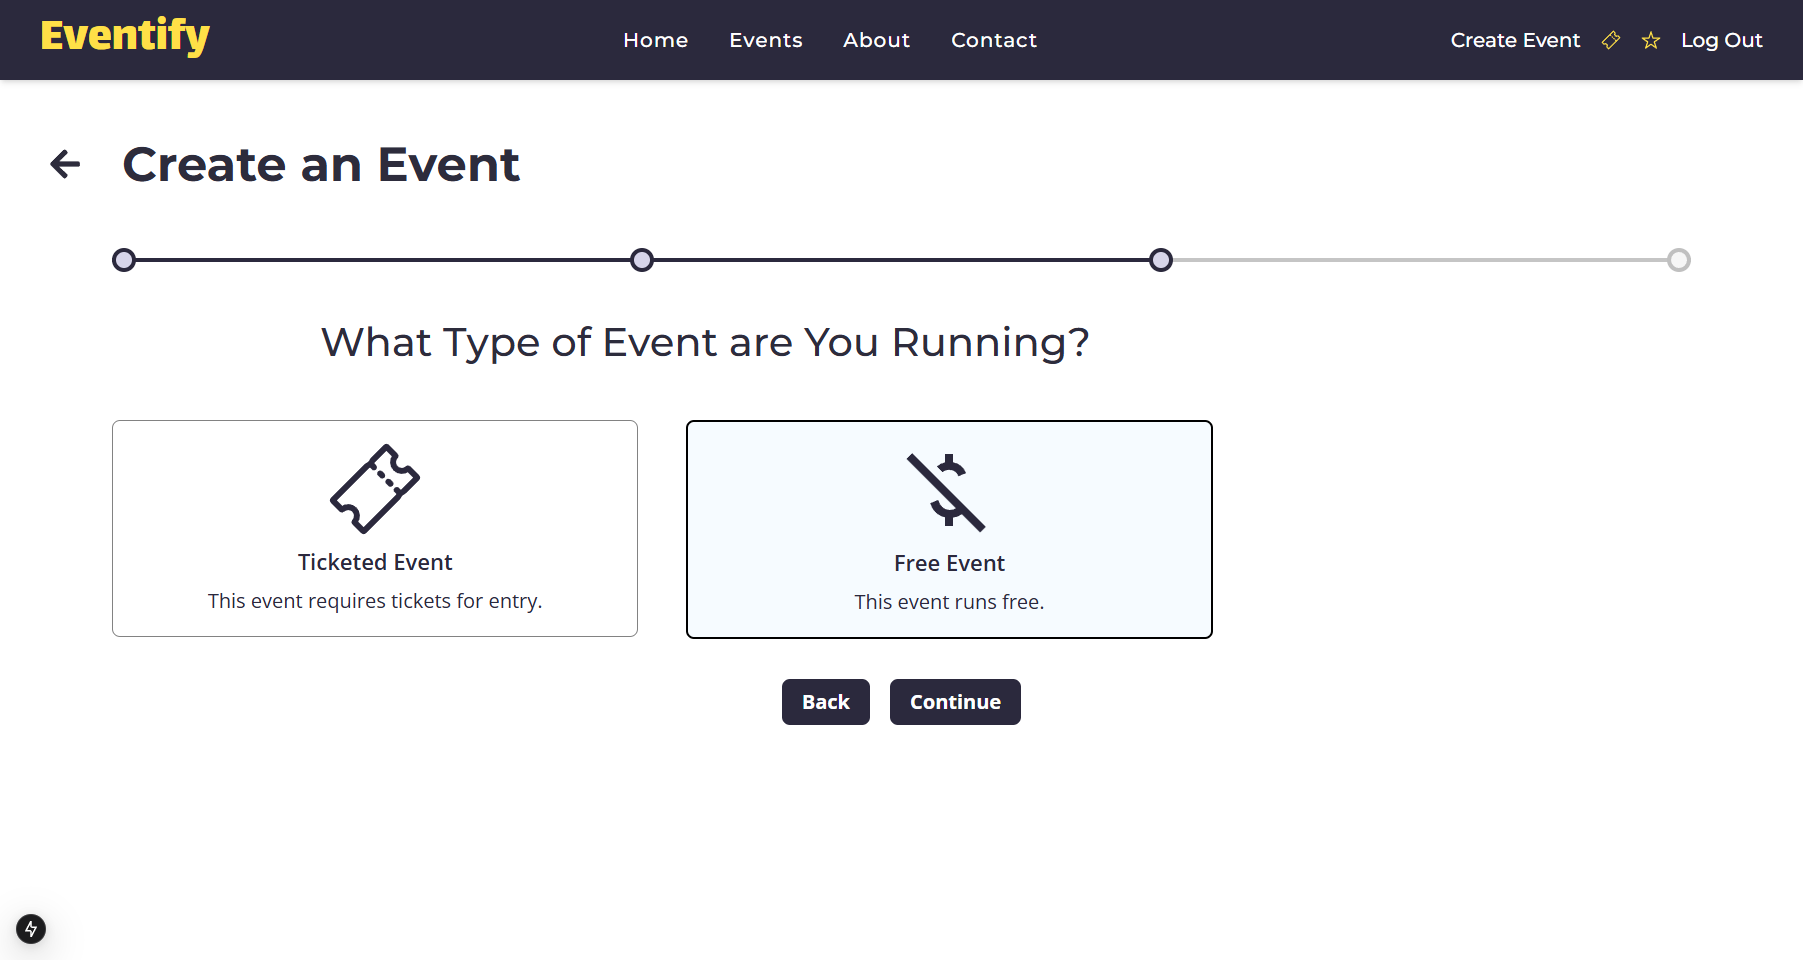 Eventify
Home Events About Contact
Create Event Log Out
Create an Event
What Type of Event are You Running?
Ticketed Event
This event requires tickets for entry.
Free Event
This event runs free.
Back Continue